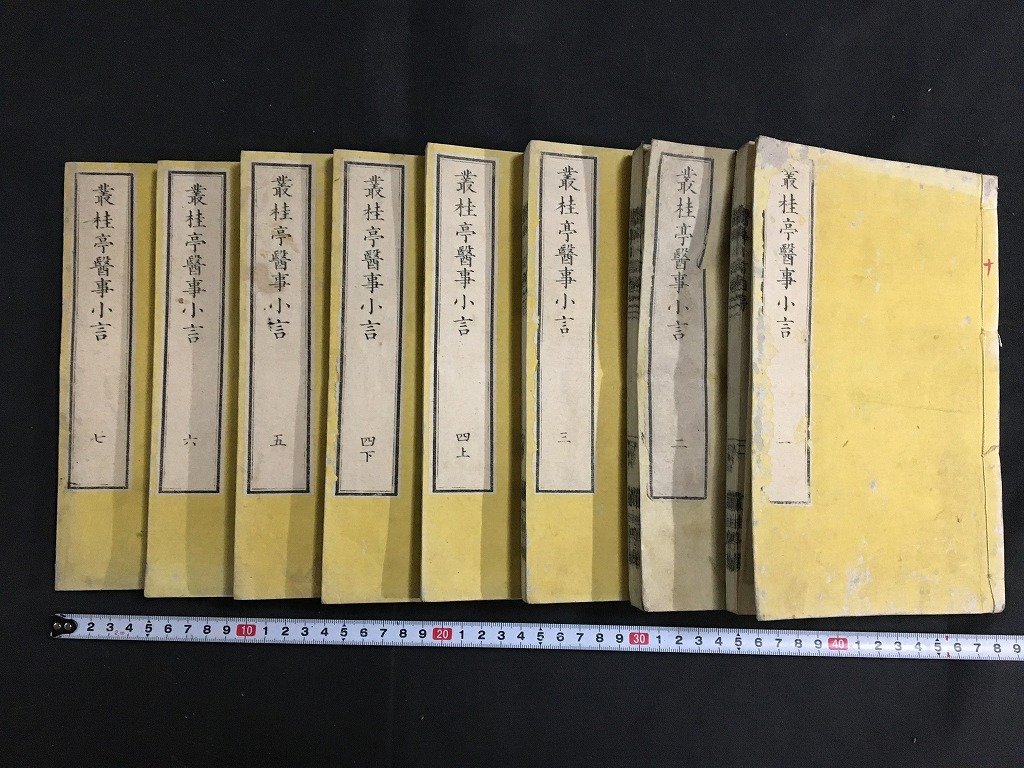 叢桂亭醫事小言 一
十
叢桂亭醫事小言 二
叢桂亭醫事小言 三
叢桂亭醫事小言 四上
叢桂亭醫事小言 四下
叢桂亭醫事小言 五
叢桂亭醫事小言 六
叢桂亭醫事小言 七
2 3 4 5 6 7 8 9 10 1 2 3 4 5 6 7 8 9 20 1 2 3 4 5 6 7 8 9 30 1 2 3 4 5 6 7 8 9 40 1 2 3 4 5 6 7 8 9